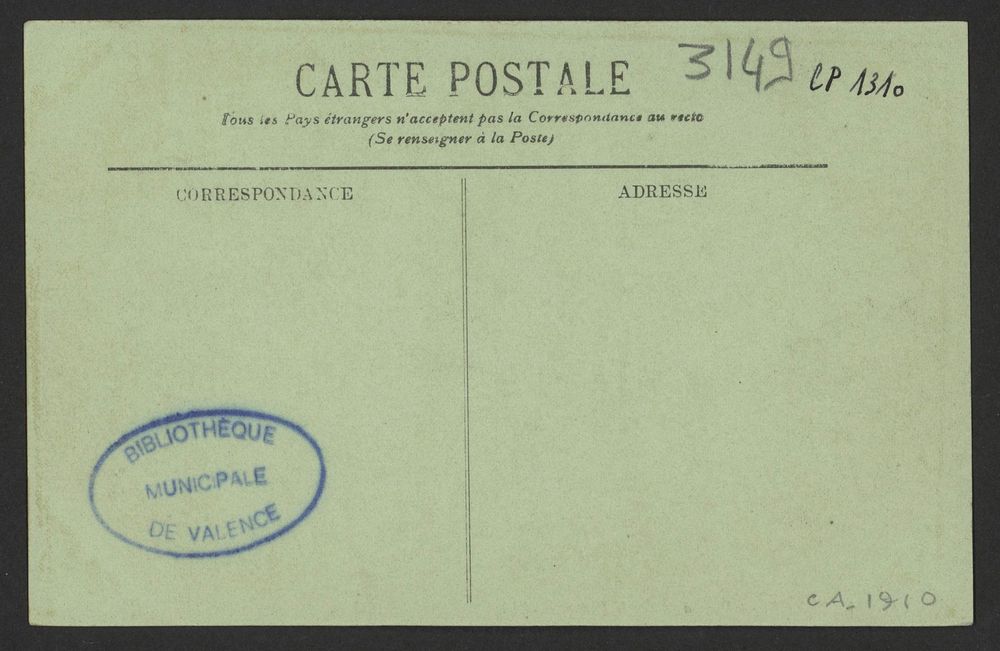 CARTE POSTALE
3149
CP 1310
Tous les Pays étrangers n'acceptent pas la Correspondance au recto
(Se renseigner à la Poste)
CORRESPONDANCE
ADRESSE
BIBLIOTHÈQUE
MUNICIPALE
DE VALENCE
CA. 1910